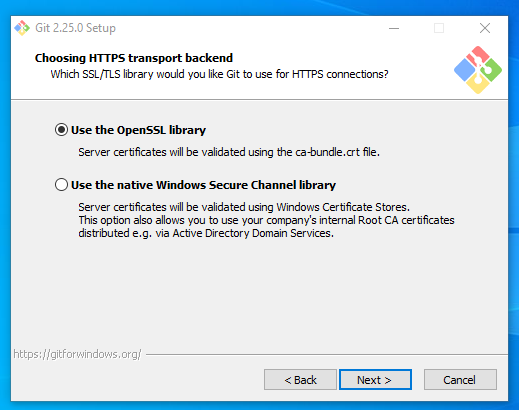 Git 2.25.0 Setup
Choosing HTTPS transport backend
Which SSL/TLS library would you like Git to use for HTTPS connections?
Use the OpenSSL library
Server certificates will be validated using the ca-bundle.crt file.
Use the native Windows Secure Channel library
Server certificates will be validated using Windows Certificate Stores.
This option also allows you to use your company's internal Root CA certificates
distributed e.g. via Active Directory Domain Services.
https://gitforwindows.org/
< Back Next > Cancel